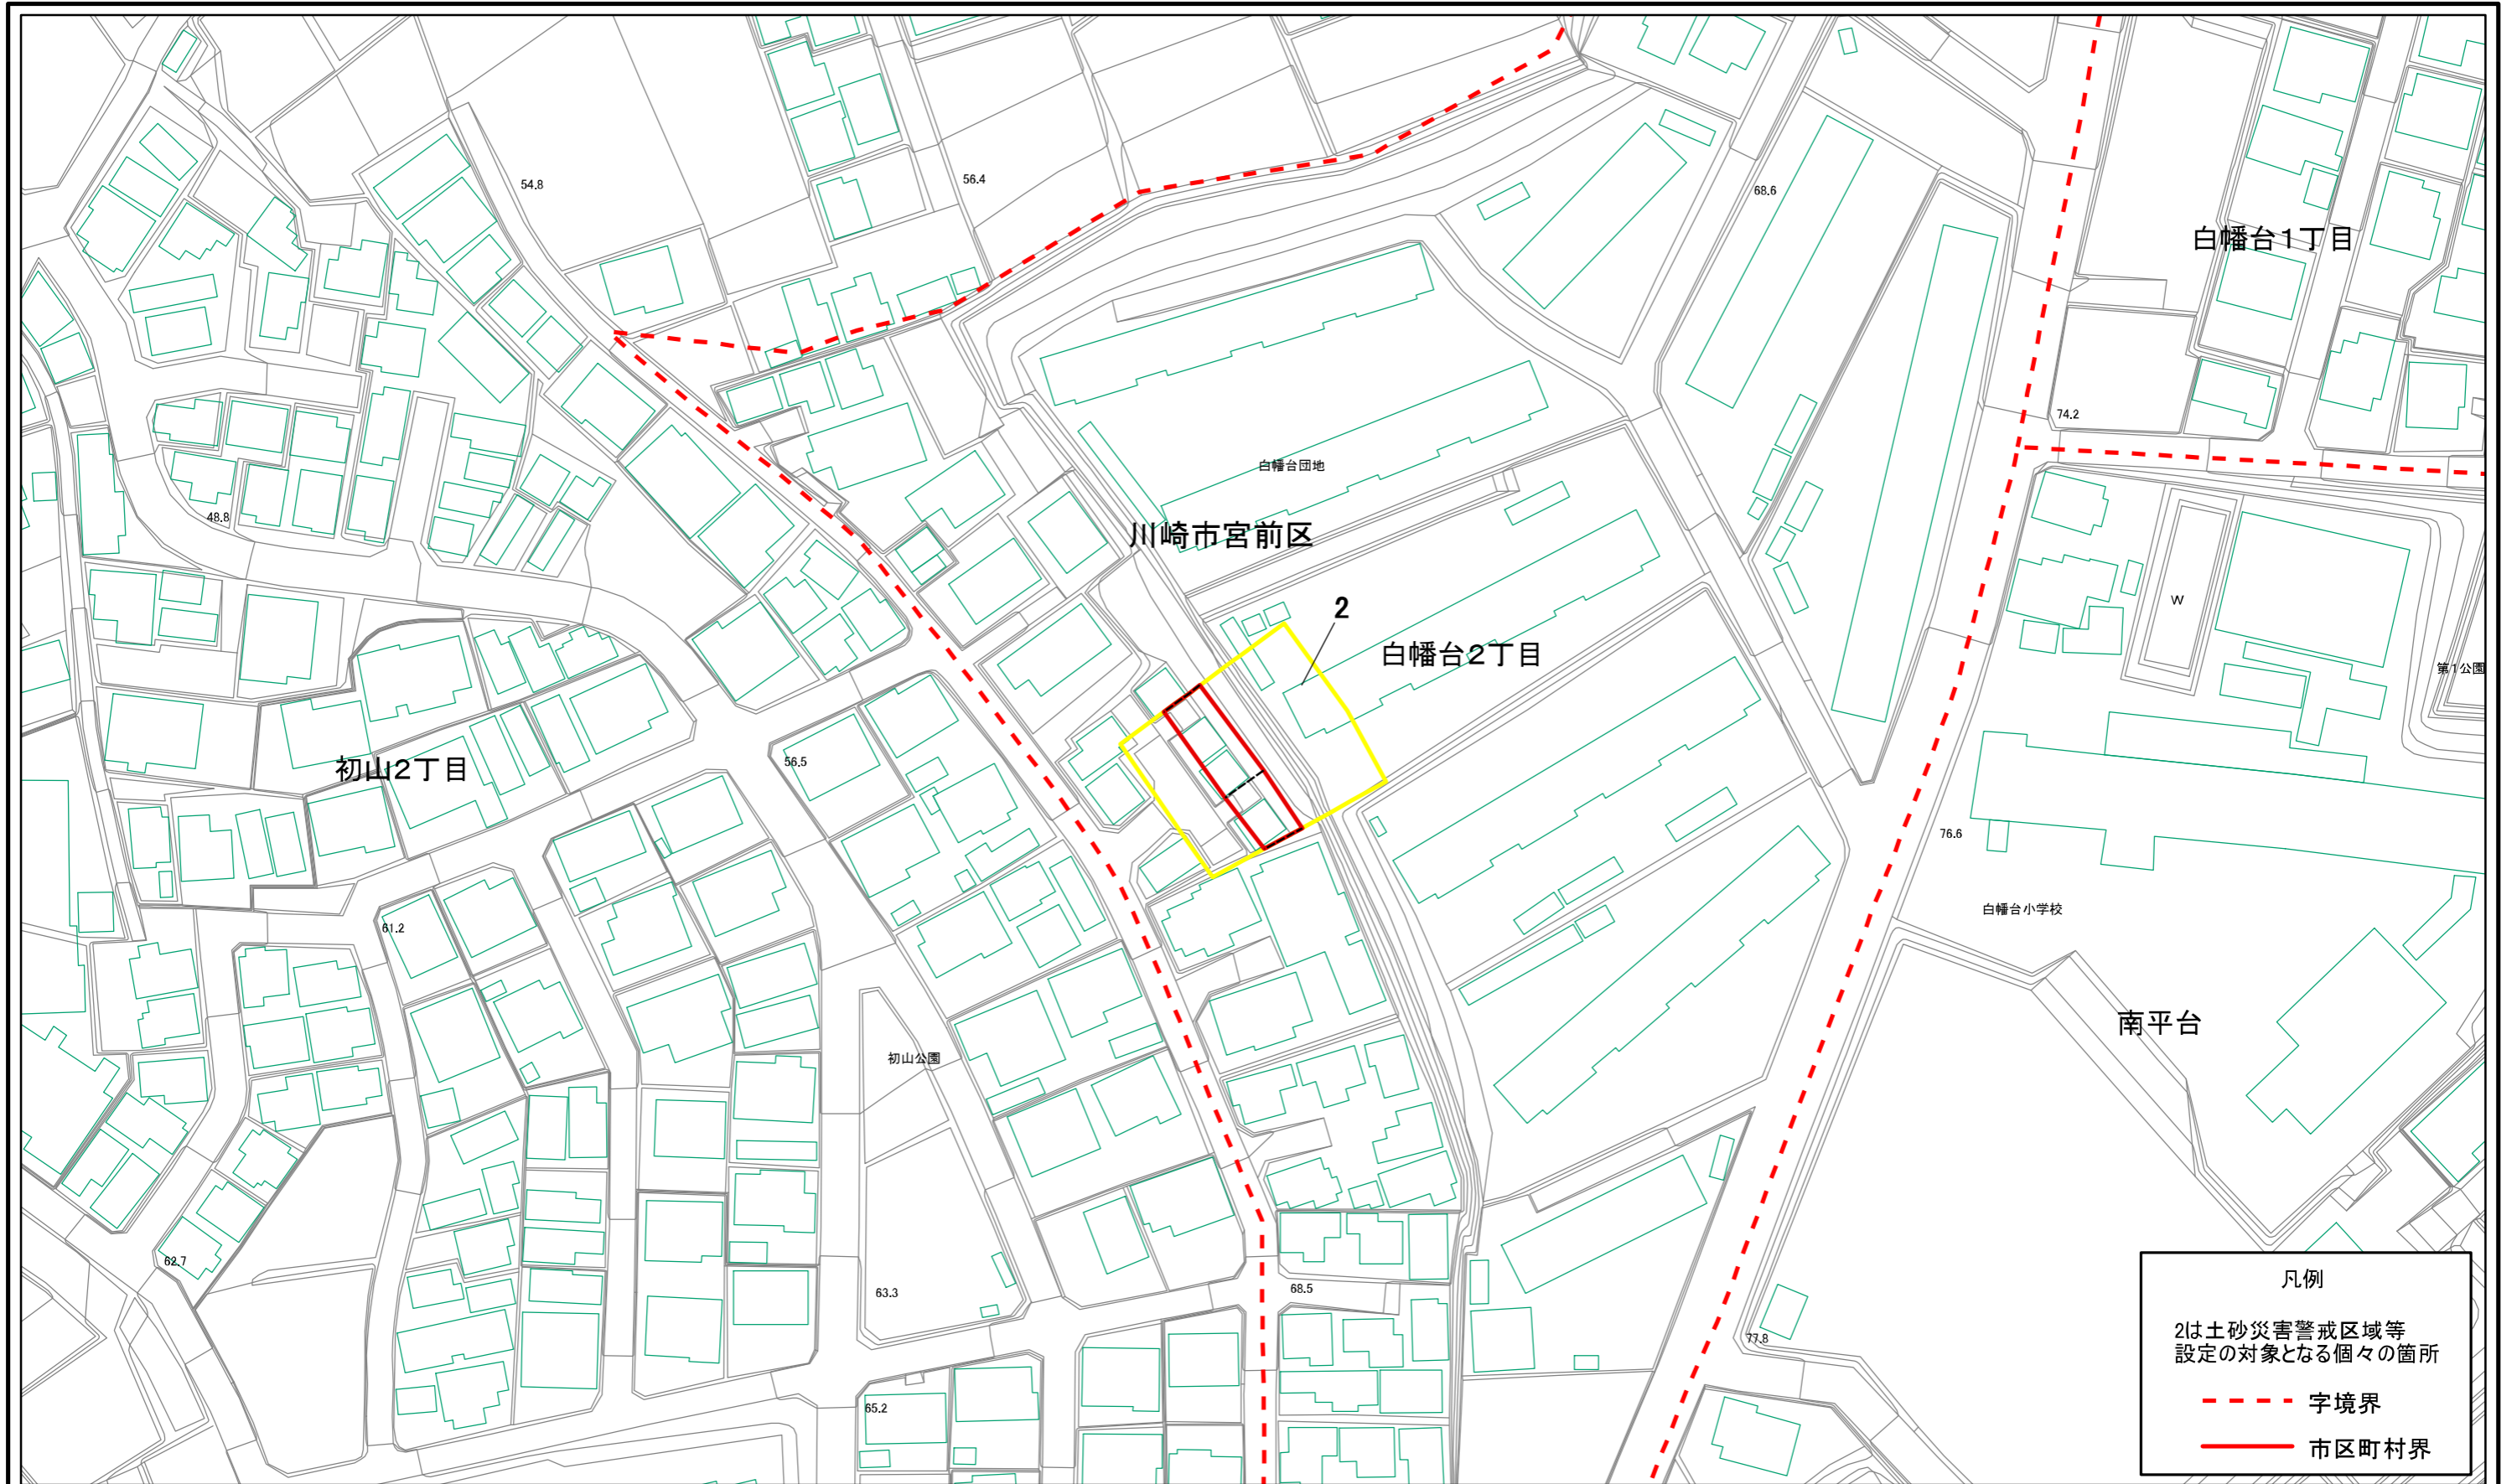 54.8
56.4
68.6
白幡台1丁目
74.2
白幡台団地
48.8
川崎市宮前区
W
2
白幡台2丁目
第1公園
56.5
初山2丁目
76.6
白幡台小学校
61.2
南平台
初山公園
62.7
63.3
68.5
77.8
65.2
凡例
2は土砂災害警戒区域等
設定の対象となる個々の箇所
字境界
市区町村界